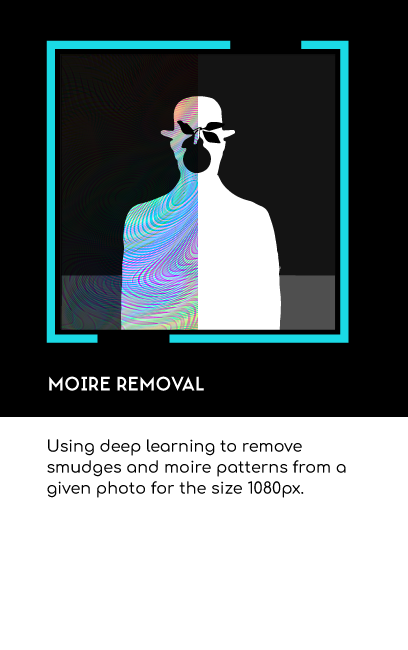 MOIRE REMOVAL
Using deep learning to remove
smudges and moire patterns from a
given photo for the size 1080px.